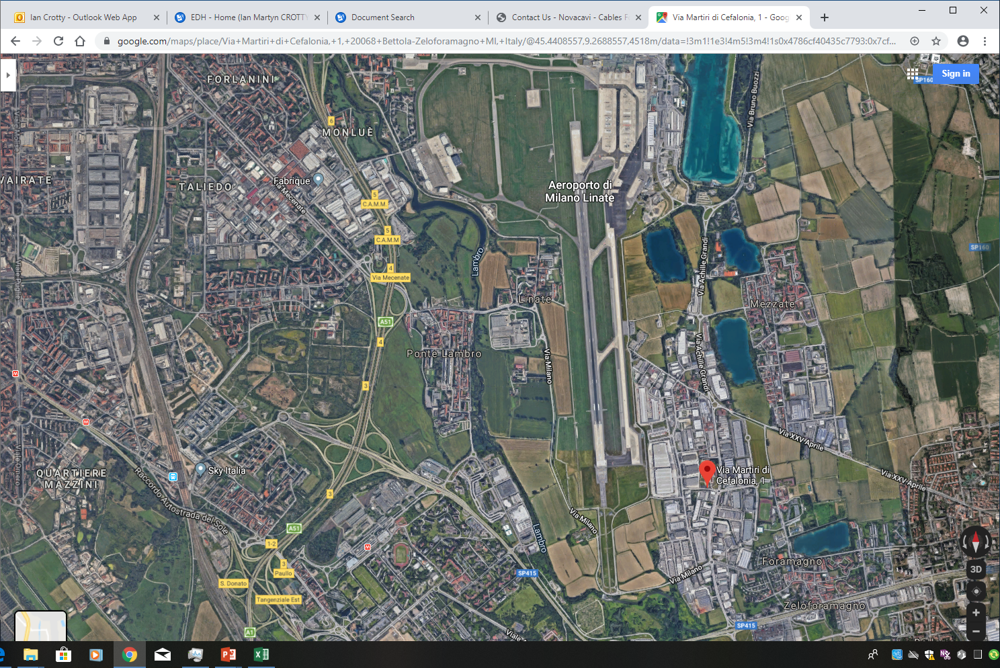 Ian Crotty - Outlook Web App
EDH - Home (Ian Martyn CROTTY
Document Search
Contact Us - Novacavi - Cables F
Via Martiri di Cefalonia, 1 - Goog
google.com/maps/place/Via+Martiri+di+Cefalonia,+1,+20068+Bettola-Zeloforamagno+MI,+Italy/@45.4408557,9.2688557,4518m/data=!3m1!1e3!4m5!3m4!1s0x4786cf40435c7793:0x7cf...
Sign in
SP160
FORLANINI
Via Bruno Buozzi
6
MONLUÈ
VAIRATE
TALIEDO
Fabrique
Via Mecenate
Aeroporto di
Milano Linate
5
C.A.M.M
5
C.A.M.M
4
Via Mecenate
Lambro
Via Achille Grandi
SP160
Viale Puglie
Linate
Mezzate
A51
4
Ponte Lambro
Via Milano
Via Achille Grandi
M
3
M
Via XXV Aprile
QUARTIERE
MAZZINI
Sky Italia
Via Martiri di
Cefalonia, 1
Via XXV Aprile
Raccordo Autostrada del Sole
3
A51
Via Milano
Lambro
1-2
M
3
Paullo
S. Donato
Tangenziale Est
SP415
Via Milano
Foramagno
3D
Zeloforamagno
SP415
A1
Viale
+
−